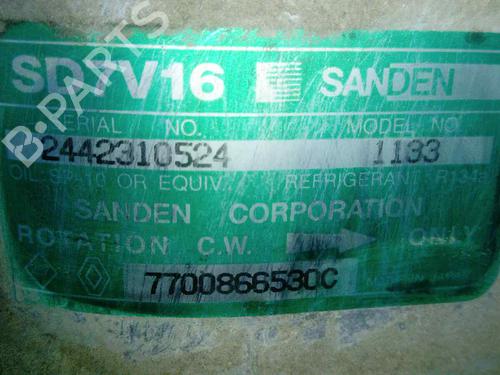 SD7V16 SANDEN
SERIAL NO. MODEL NO.
2442310524 1183
OIL: SP-10 OR EQUIV. REFRIGERANT R134a
SANDEN CORPORATION
ROTATION C.W. ONLY
7700866530C
B-PARTS